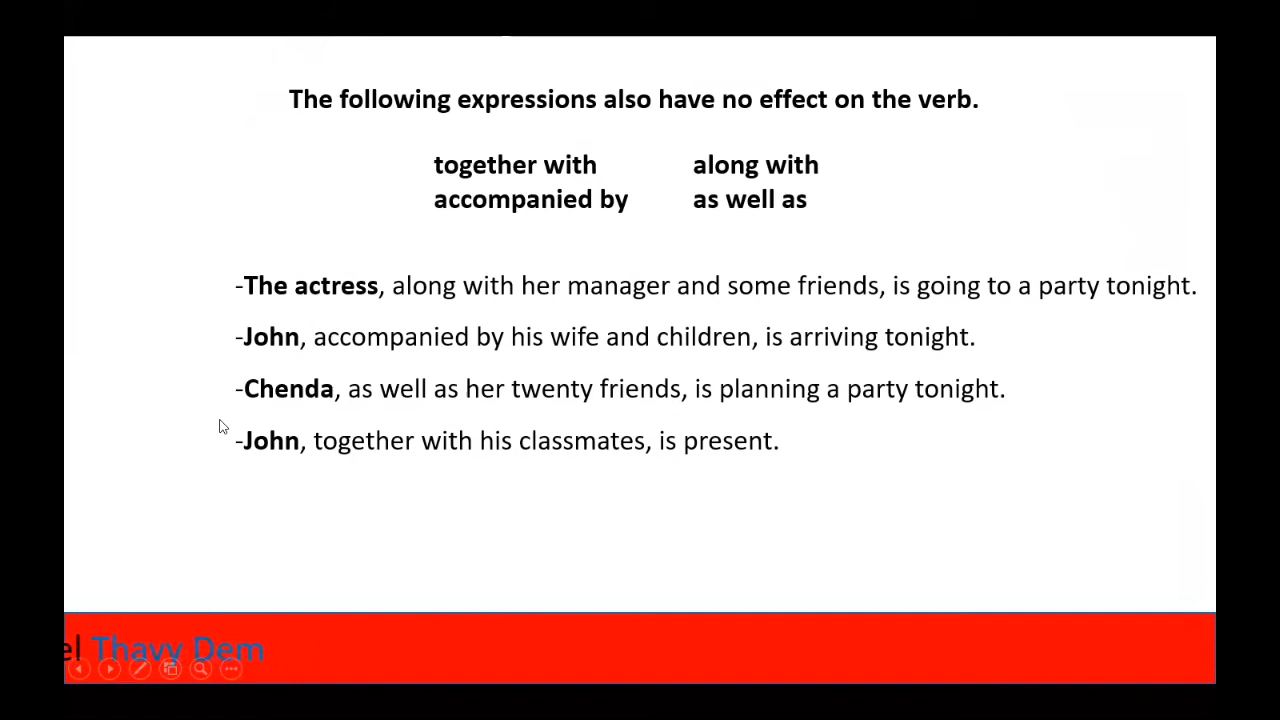 The following expressions also have no effect on the verb.
together with along with
accompanied by as well as
-The actress, along with her manager and some friends, is going to a party tonight.
-John, accompanied by his wife and children, is arriving tonight.
-Chenda, as well as her twenty friends, is planning a party tonight.
-John, together with his classmates, is present.
el Thavy Dem